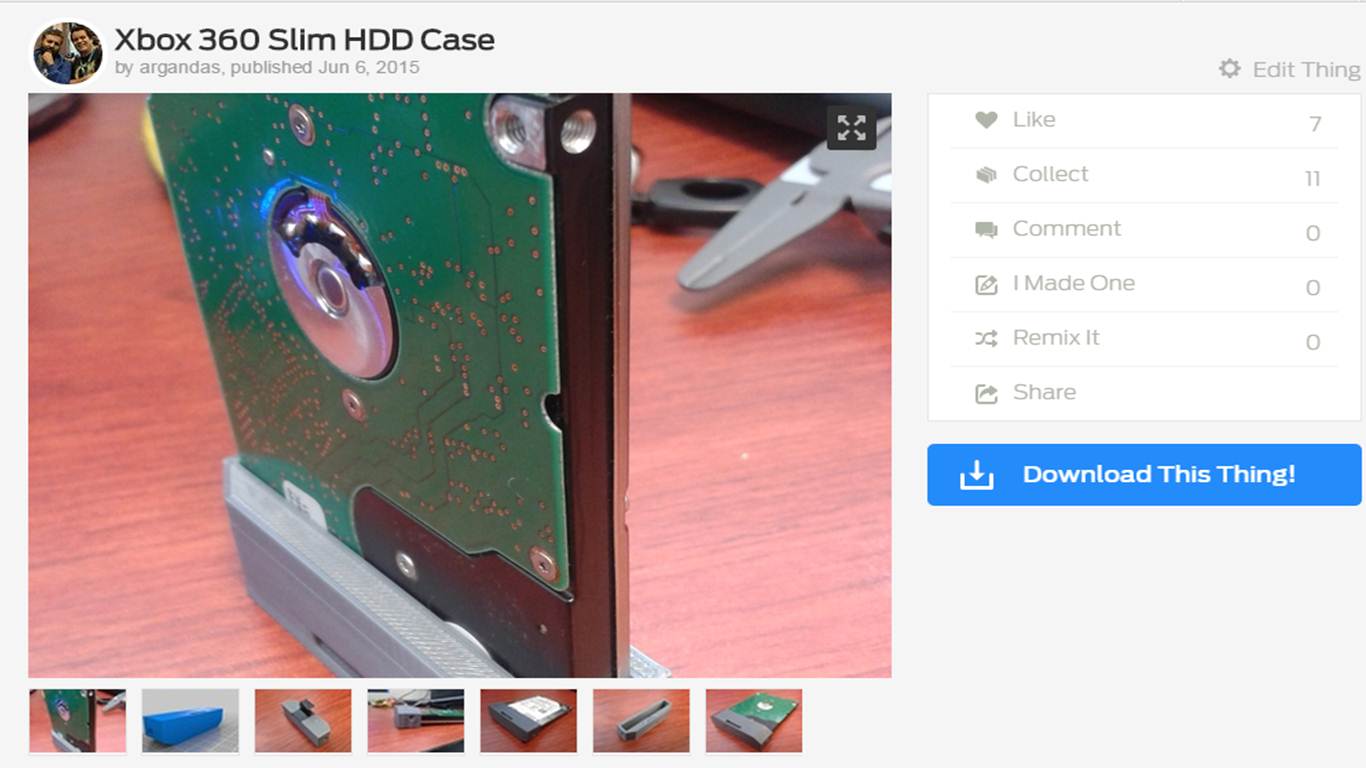 Xbox 360 Slim HDD Case
by argandas, published Jun 6, 2015
Edit Thing
Like 7
Collect 11
Comment 0
I Made One 0
Remix It 0
Share
Download This Thing!